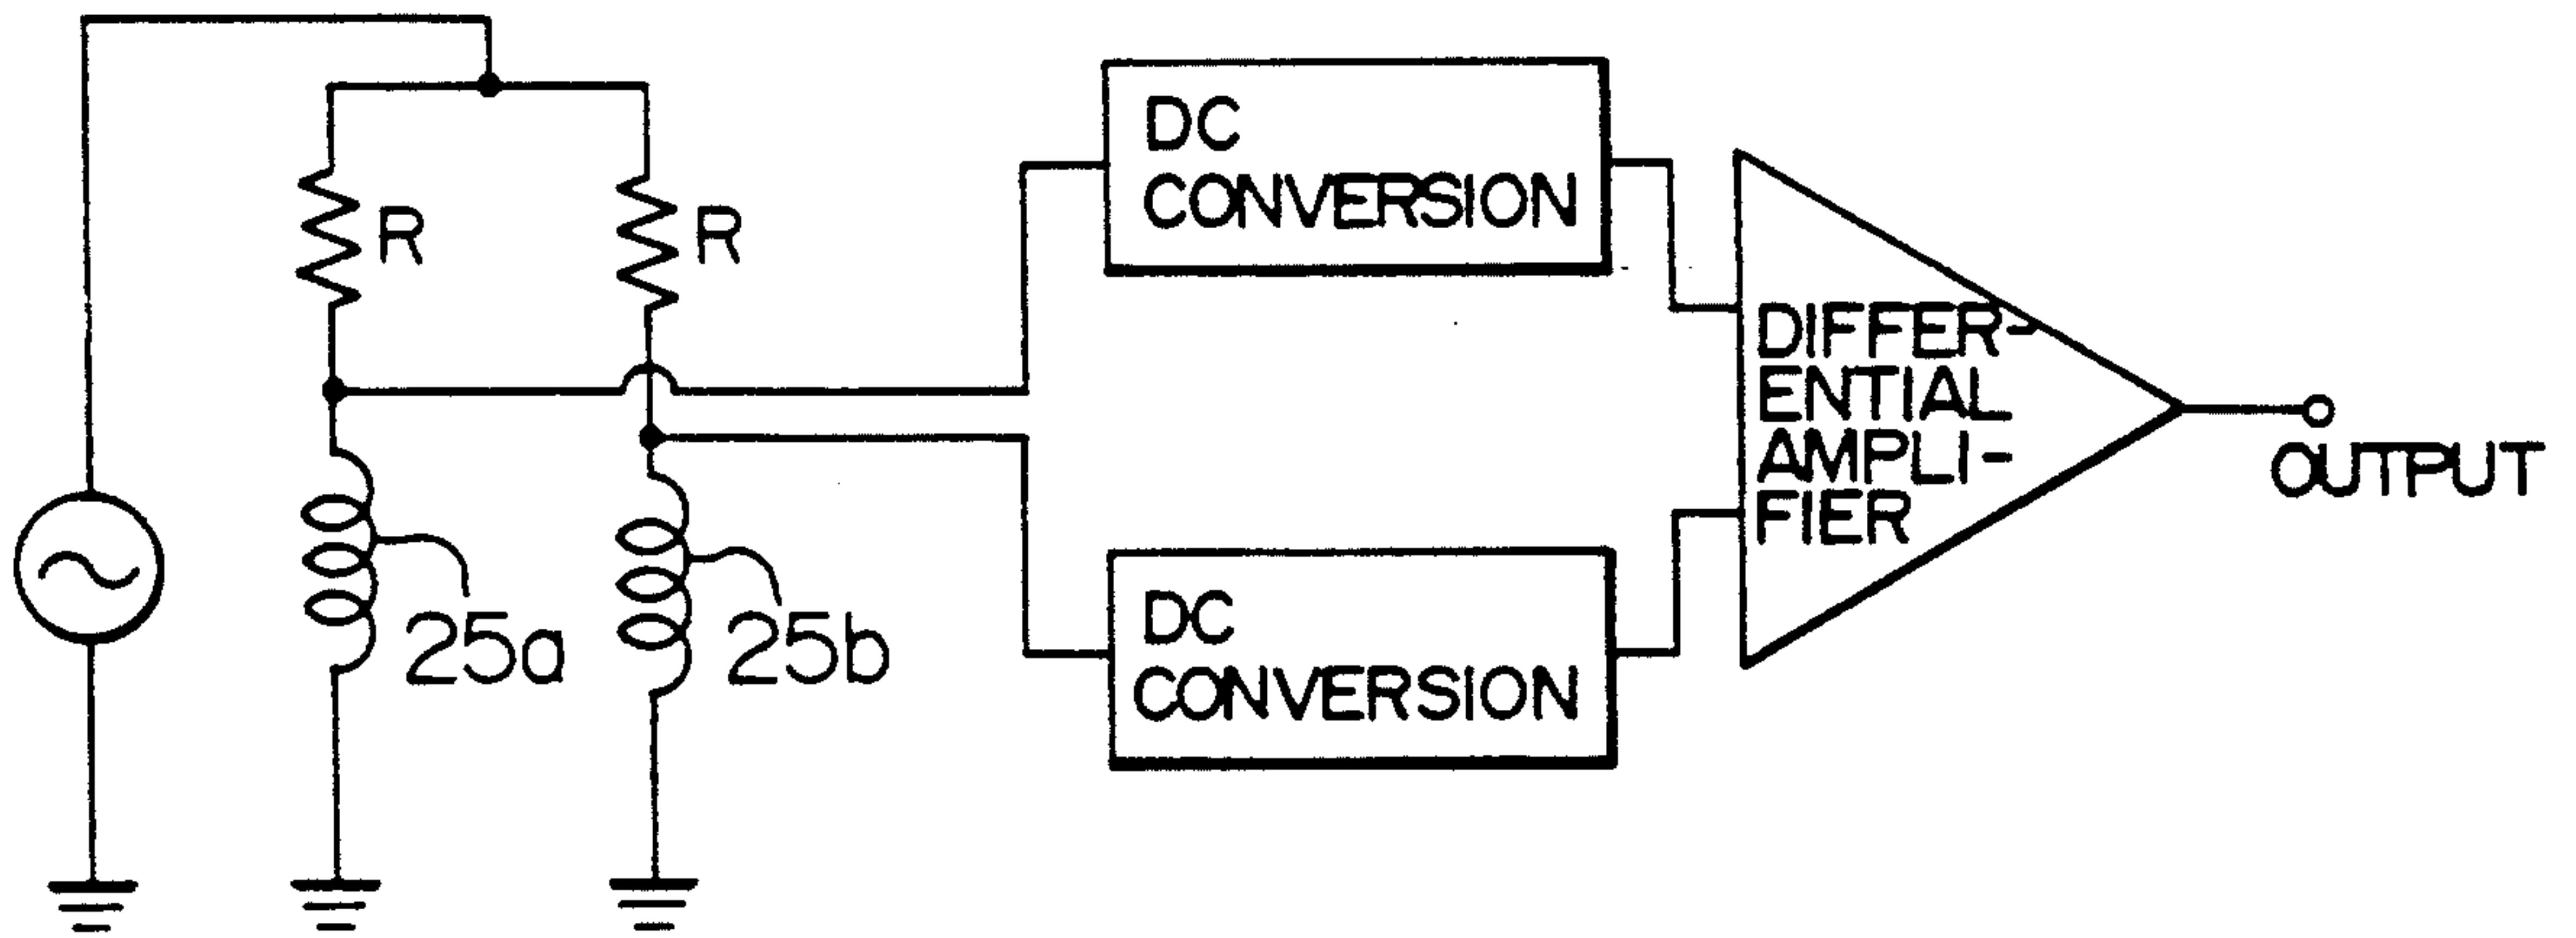 R
R
25a
25b
DC
CONVERSION
DC
CONVERSION
DIFFER-
ENTIAL
AMPLI-
FIER
OUTPUT